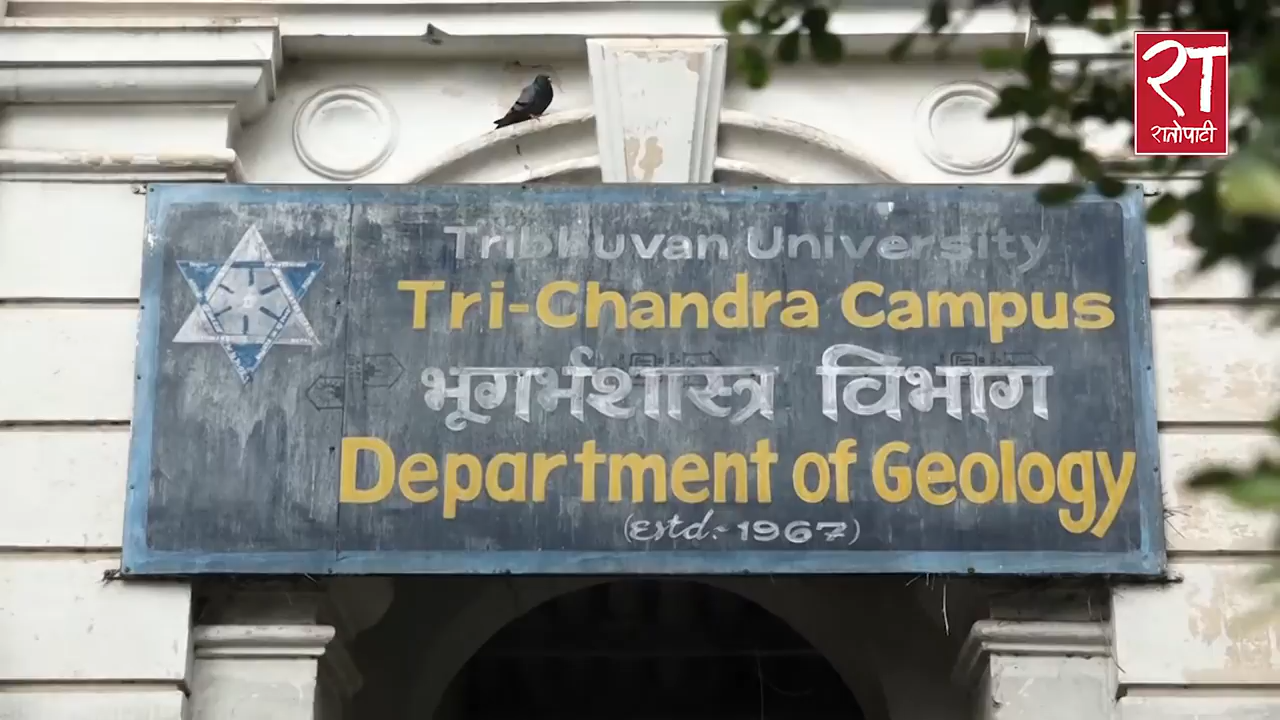 रा
रातोपाटी
Tribhuvan University
Tri-Chandra Campus
भूगर्भशास्त्र विभाग
Department of Geology
(Estd:- 1967)